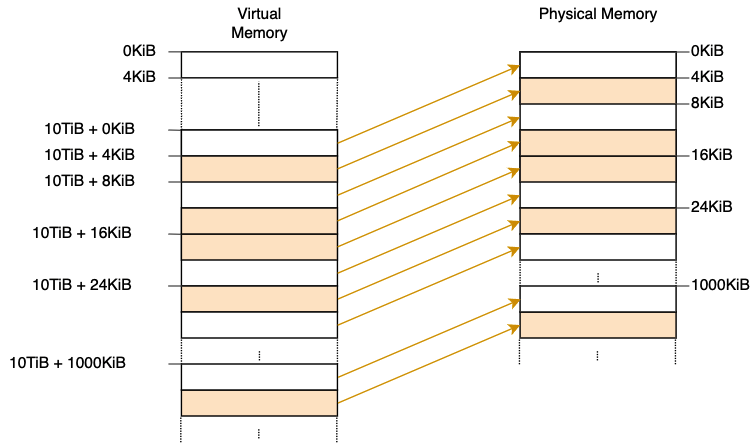 Virtual
Memory
Physical Memory
0KiB
4KiB
10TiB + 0KiB
10TiB + 4KiB
10TiB + 8KiB
10TiB + 16KiB
10TiB + 24KiB
10TiB + 1000KiB
0KiB
4KiB
8KiB
16KiB
24KiB
1000KiB